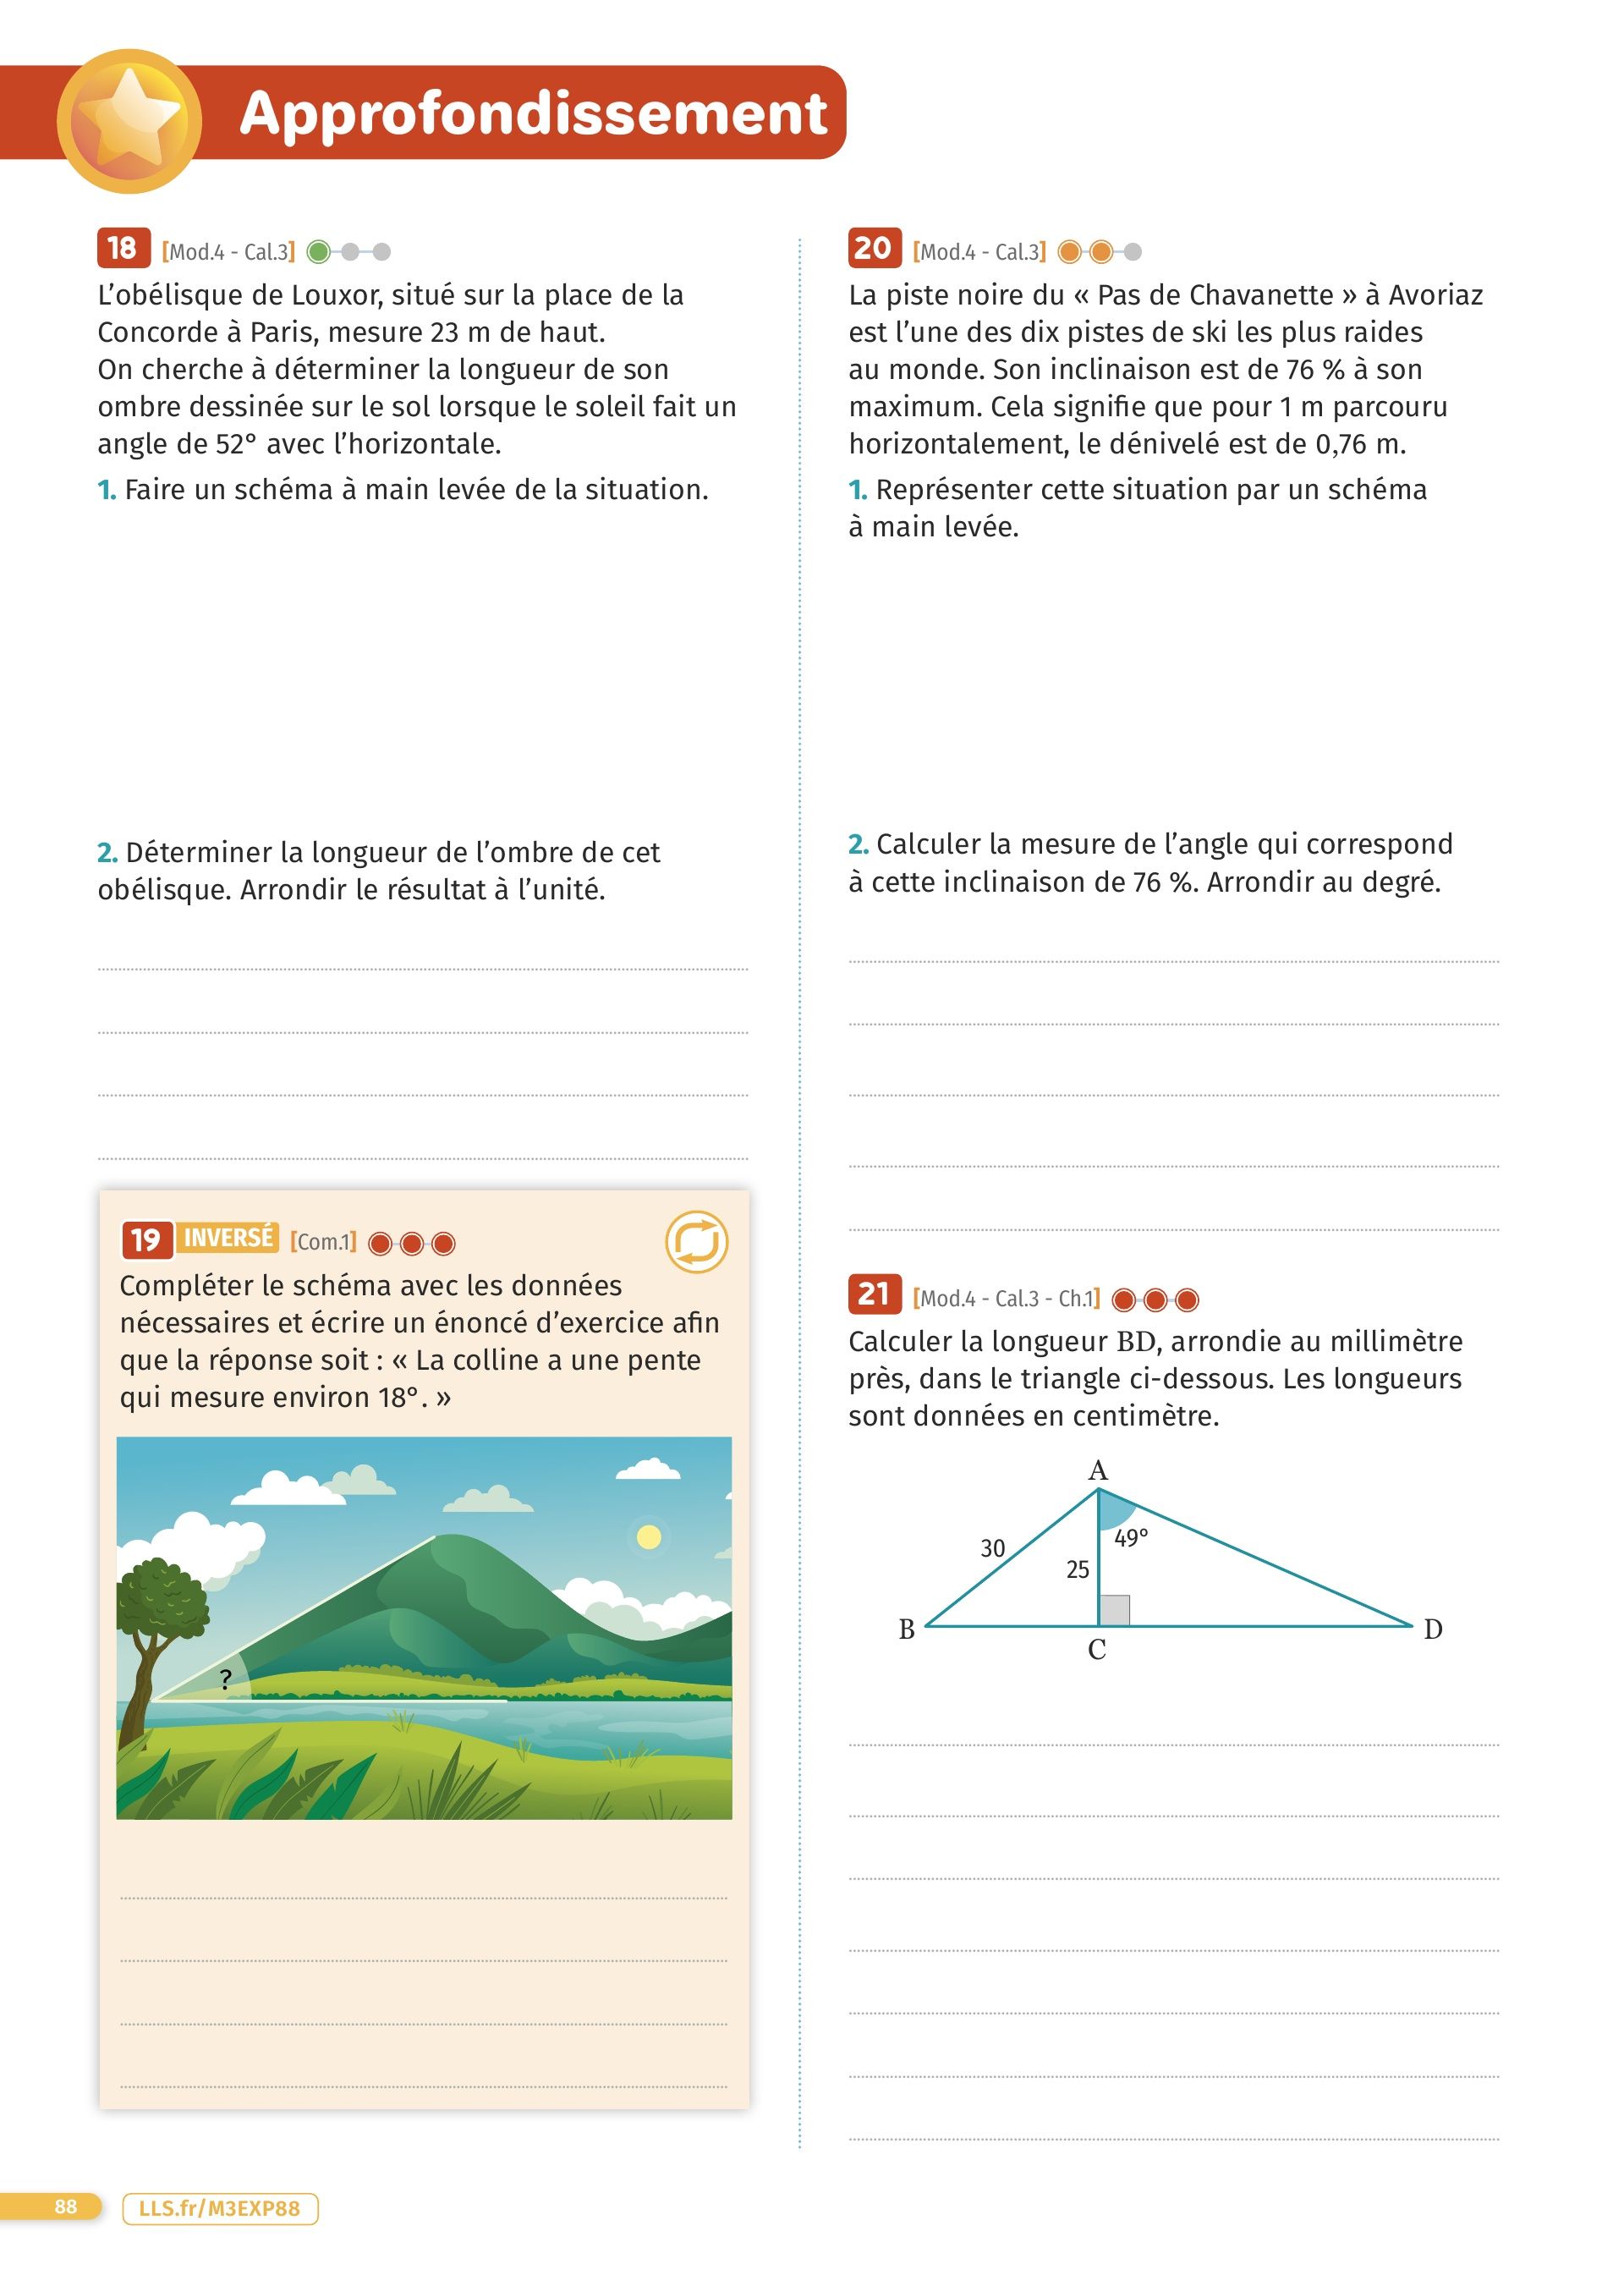 Approfondissement
18 [Mod.4 - Cal.3]
L’obélisque de Louxor, situé sur la place de la
Concorde à Paris, mesure 23 m de haut.
On cherche à déterminer la longueur de son
ombre dessinée sur le sol lorsque le soleil fait un
angle de 52° avec l’horizontale.
1. Faire un schéma à main levée de la situation.
2. Déterminer la longueur de l’ombre de cet
obélisque. Arrondir le résultat à l’unité.
19 INVERSÉ [Com.1]
Compléter le schéma avec les données
nécessaires et écrire un énoncé d’exercice afin
que la réponse soit : « La colline a une pente
qui mesure environ 18°. »
?
20 [Mod.4 - Cal.3]
La piste noire du « Pas de Chavanette » à Avoriaz
est l’une des dix pistes de ski les plus raides
au monde. Son inclinaison est de 76 % à son
maximum. Cela signifie que pour 1 m parcouru
horizontalement, le dénivelé est de 0,76 m.
1. Représenter cette situation par un schéma
à main levée.
2. Calculer la mesure de l’angle qui correspond
à cette inclinaison de 76 %. Arrondir au degré.
21 [Mod.4 - Cal.3 - Ch.1]
Calculer la longueur BD, arrondie au millimètre
près, dans le triangle ci-dessous. Les longueurs
sont données en centimètre.
A
49°
30
25
B
D
C
88
LLS.fr/M3EXP88